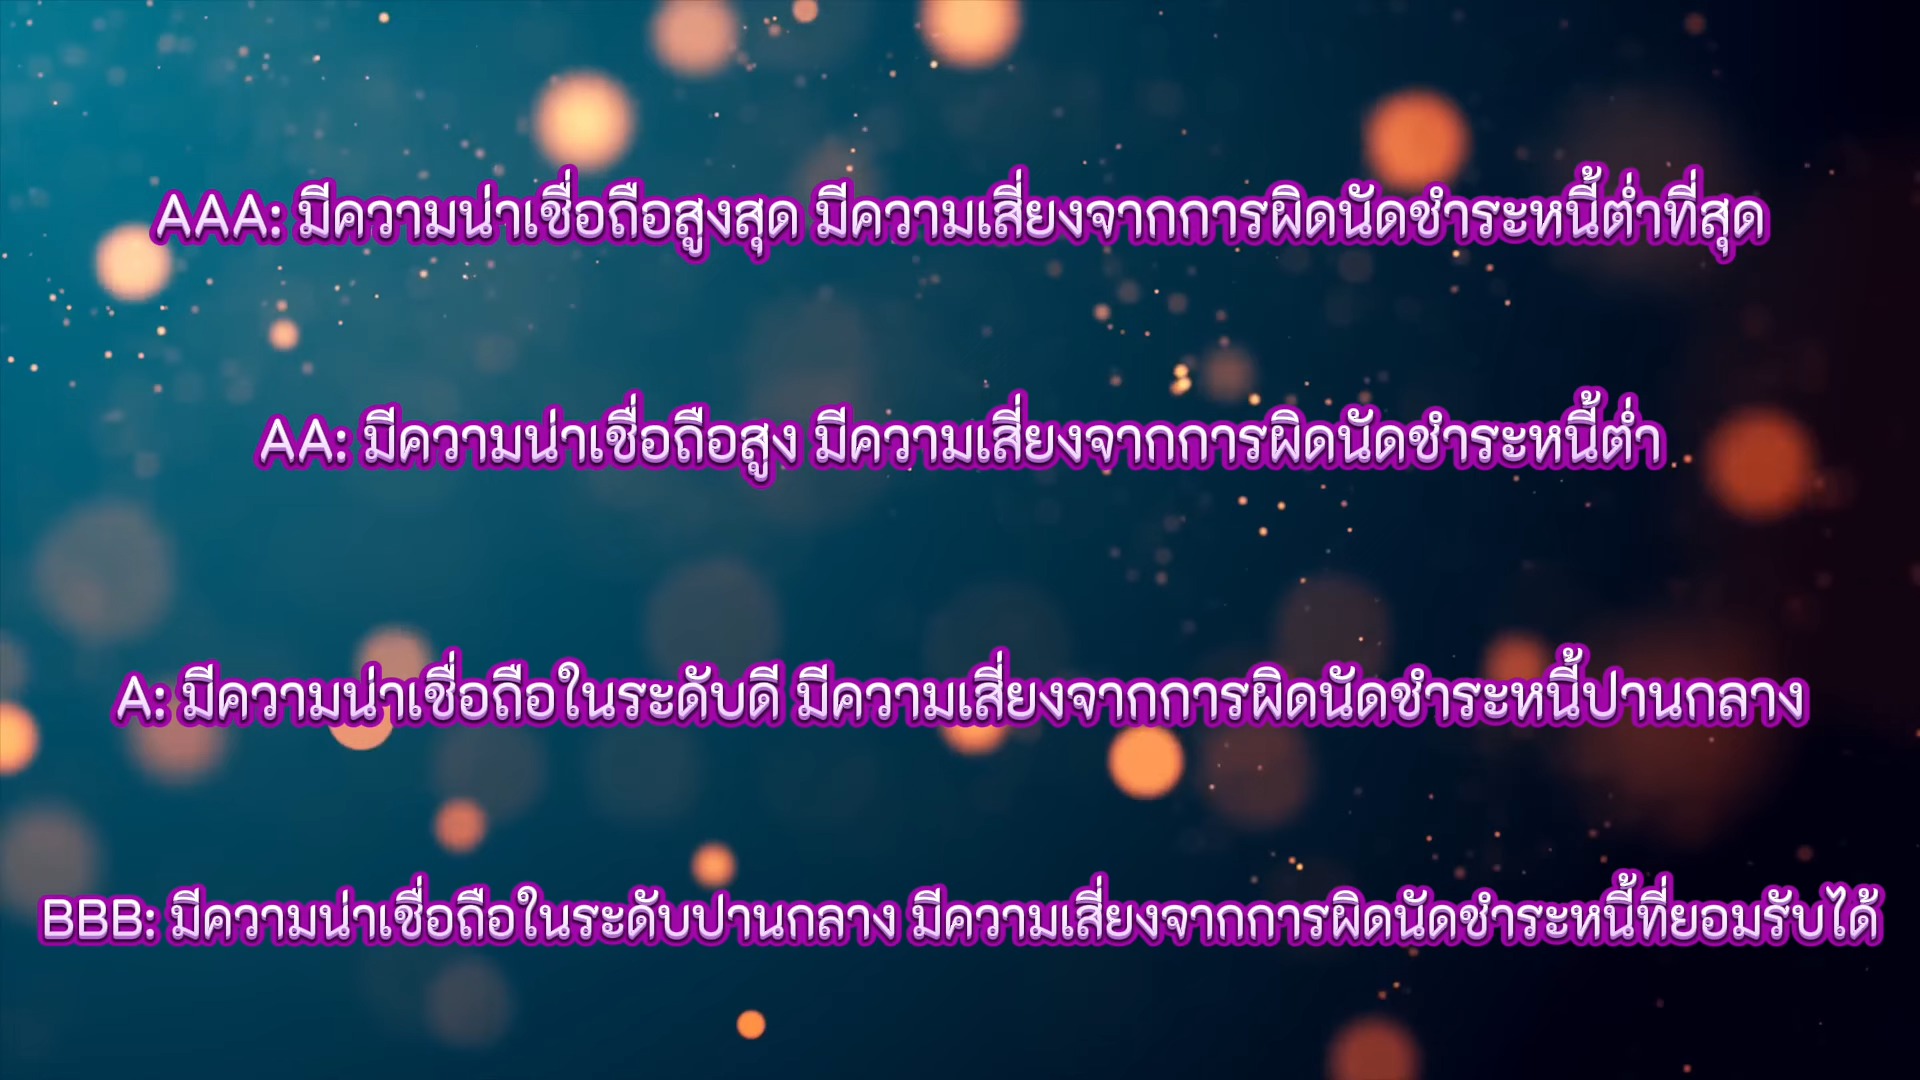 AAA: มีความน่าเชื่อถือสูงสุด มีความเสี่ยงจากการผิดนัดชำระหนี้ต่ำที่สุด
AA: มีความน่าเชื่อถือสูง มีความเสี่ยงจากการผิดนัดชำระหนี้ต่ำ
A: มีความน่าเชื่อถือในระดับดี มีความเสี่ยงจากการผิดนัดชำระหนี้ปานกลาง
BBB: มีความน่าเชื่อถือในระดับปานกลาง มีความเสี่ยงจากการผิดนัดชำระหนี้ที่ยอมรับได้